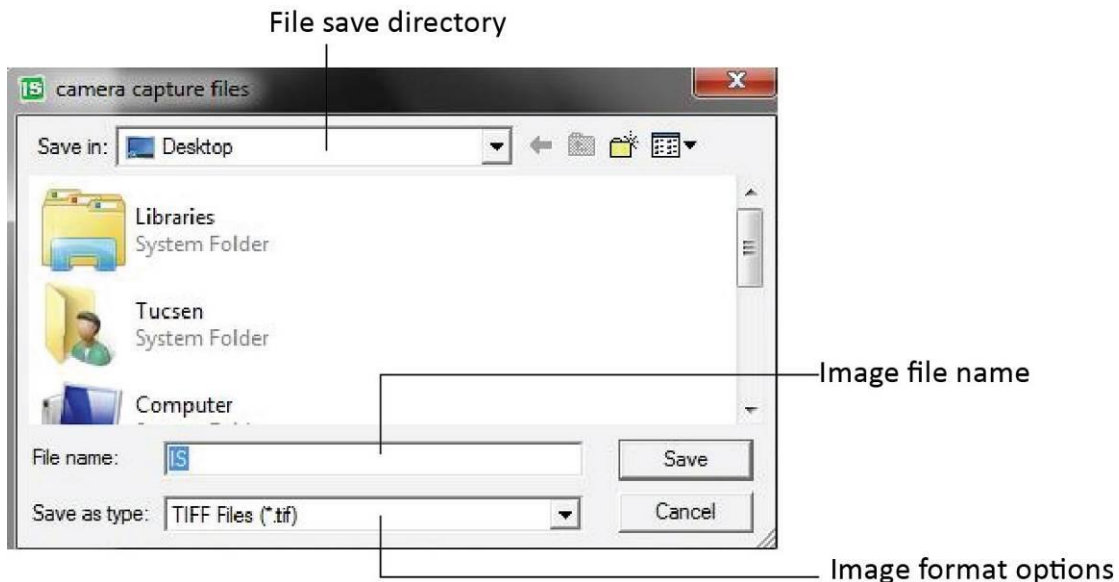 File save directory
IS camera capture files
Save in: Desktop
Libraries
System Folder
Tucsen
System Folder
Image file name
Computer
File name: IS Save
Save as type: TIFF Files (*.tif) Cancel
Image format options